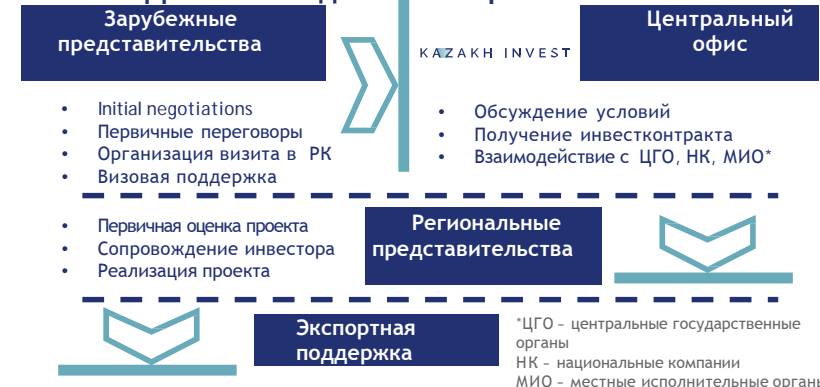 Зарубежные
представительства
• Initial negotiations
• Первичные переговоры
• Организация визита в РК
• Визовая поддержка
KAZAKH INVEST
Центральный
офис
• Обсуждение условий
• Получение инвестконтракта
• Взаимодействие с ЦГО, НК, МИО*
• Первичная оценка проекта
• Сопровождение инвестора
• Реализация проекта
Региональные
представительства
Экспортная
поддержка
*ЦГО – центральные государственные
органы
НК – национальные компании
МИО – местные исполнительные органы